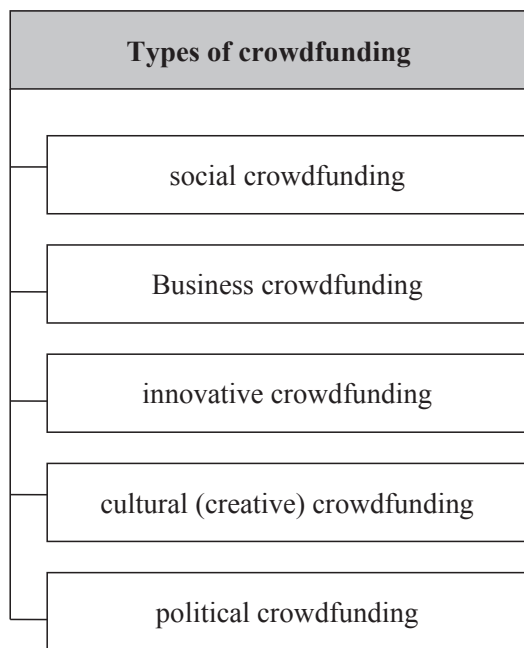 Types of crowdfunding
social crowdfunding
Business crowdfunding
innovative crowdfunding
cultural (creative) crowdfunding
political crowdfunding